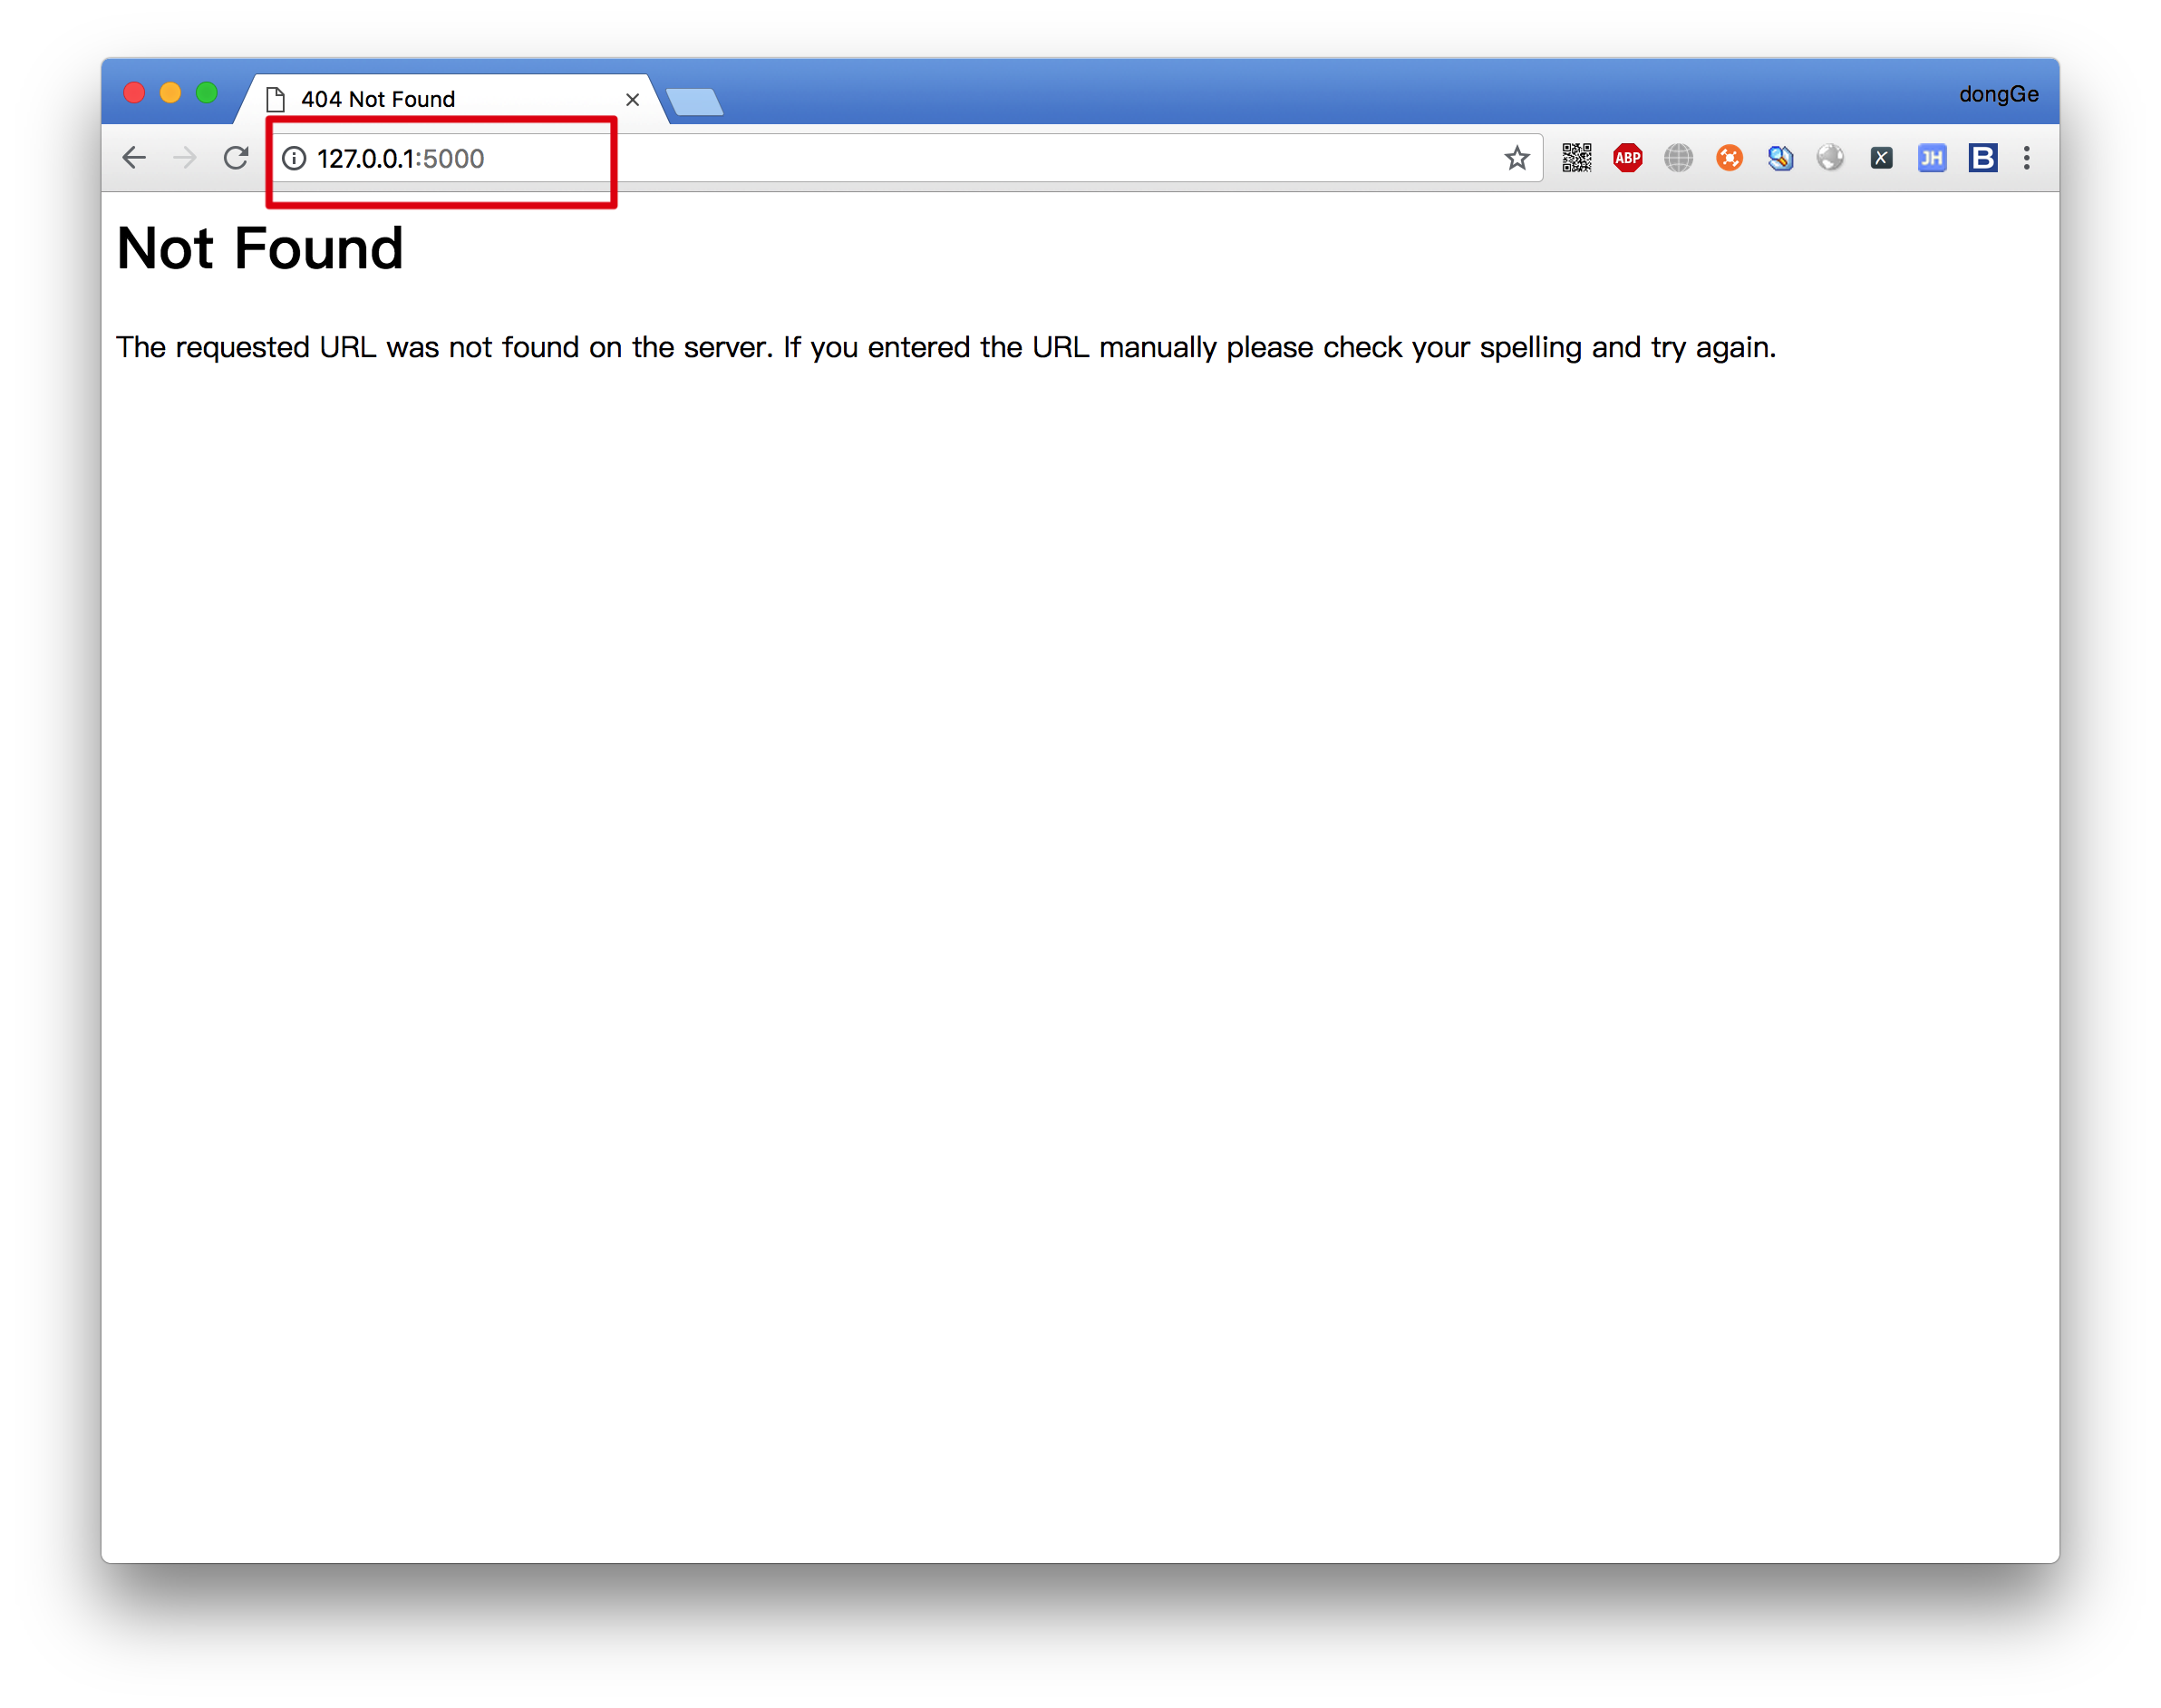 404 Not Found
dongGe
127.0.0.1:5000
ABP
X
JH
B
Not Found
The requested URL was not found on the server. If you entered the URL manually please check your spelling and try again.